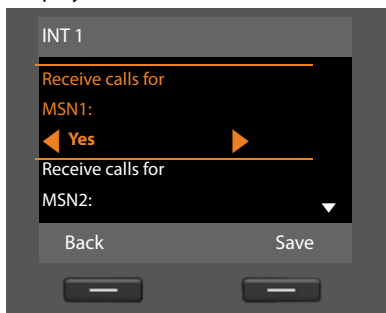 INT 1
Receive calls for
MSN1:
Yes
Receive calls for
MSN2:
Back Save